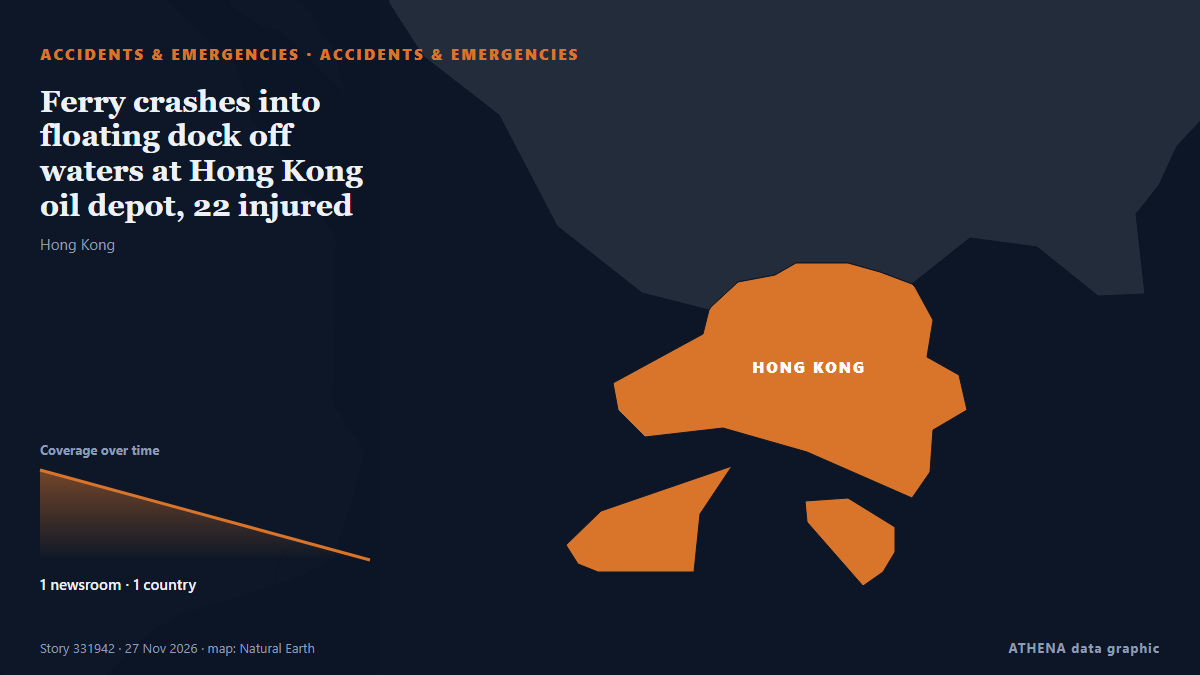 ACCIDENTS & EMERGENCIES · ACCIDENTS & EMERGENCIES
Ferry crashes into
floating dock off
waters at Hong Kong
oil depot, 22 injured
Hong Kong
HONG KONG
Coverage over time
1 newsroom · 1 country
Story 331942 · 27 Nov 2026 · map: Natural Earth
ATHENA data graphic